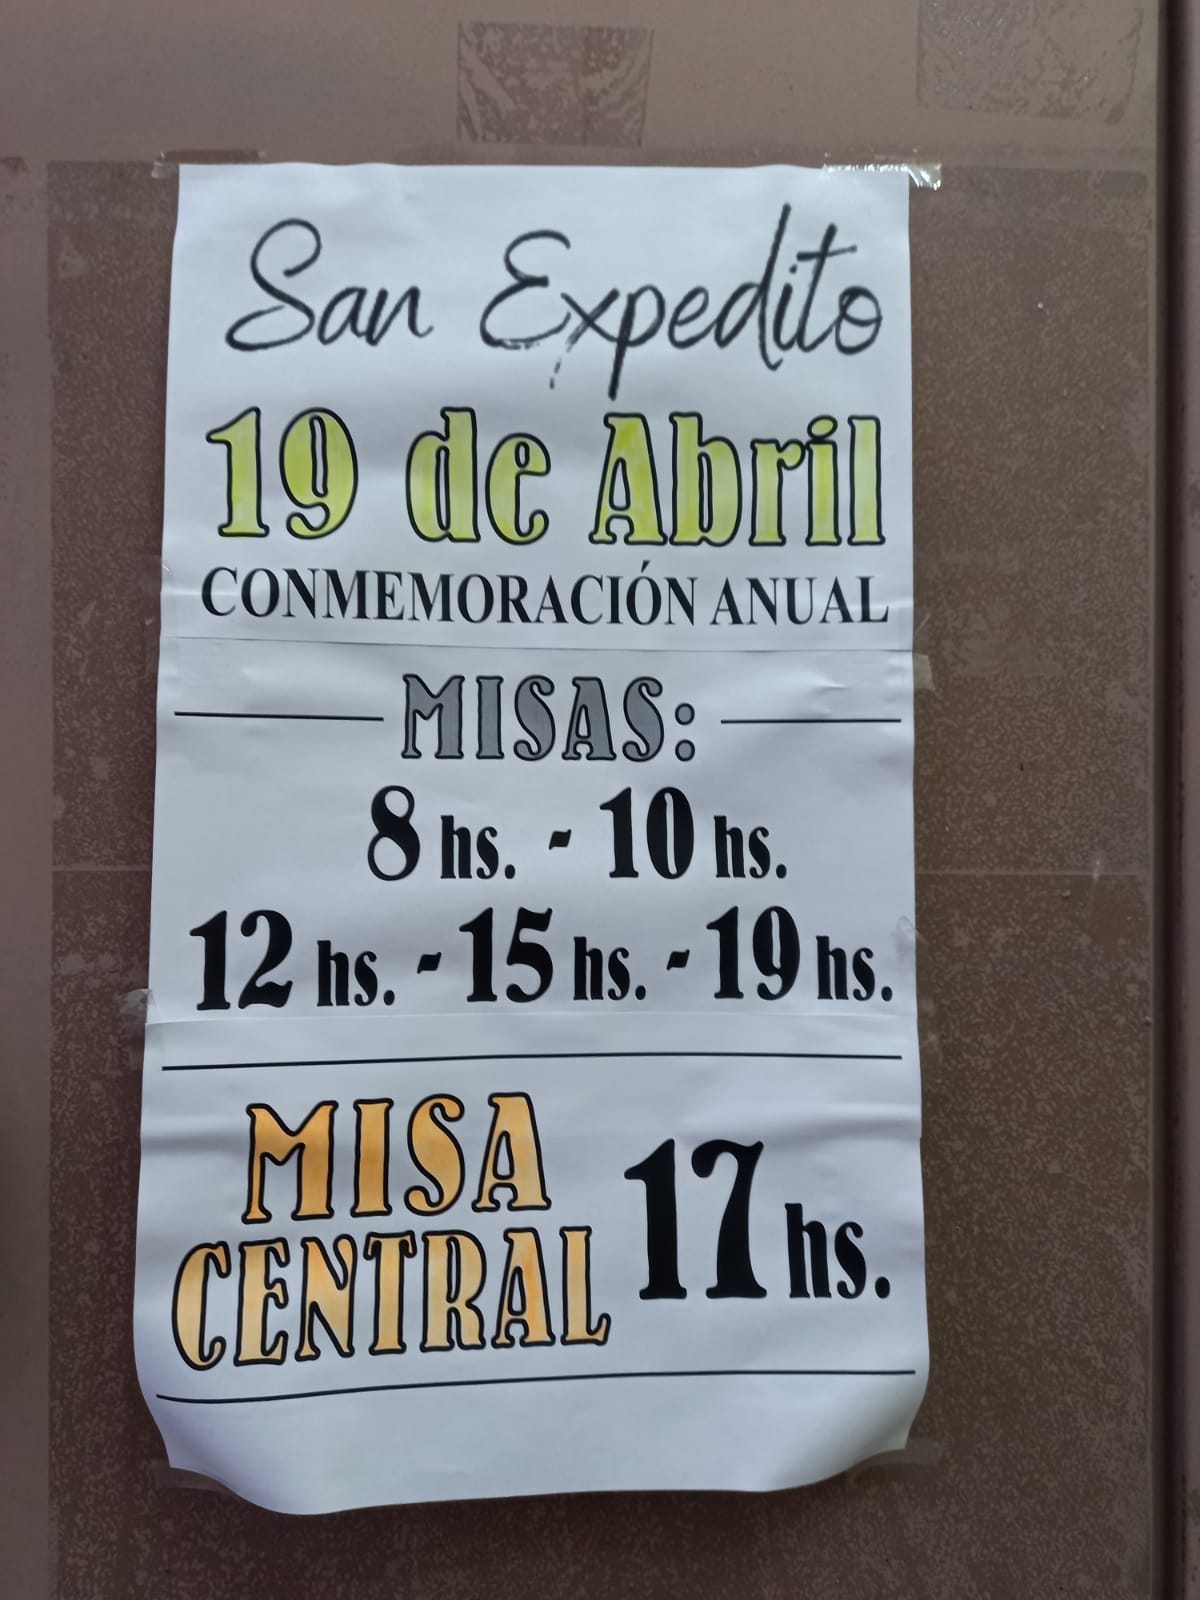 San Expedito
19 de Abril
CONMEMORACIÓN ANUAL
MISAS:
8 hs. - 10 hs.
12 hs. - 15 hs. - 19 hs.
MISA
CENTRAL
17 hs.